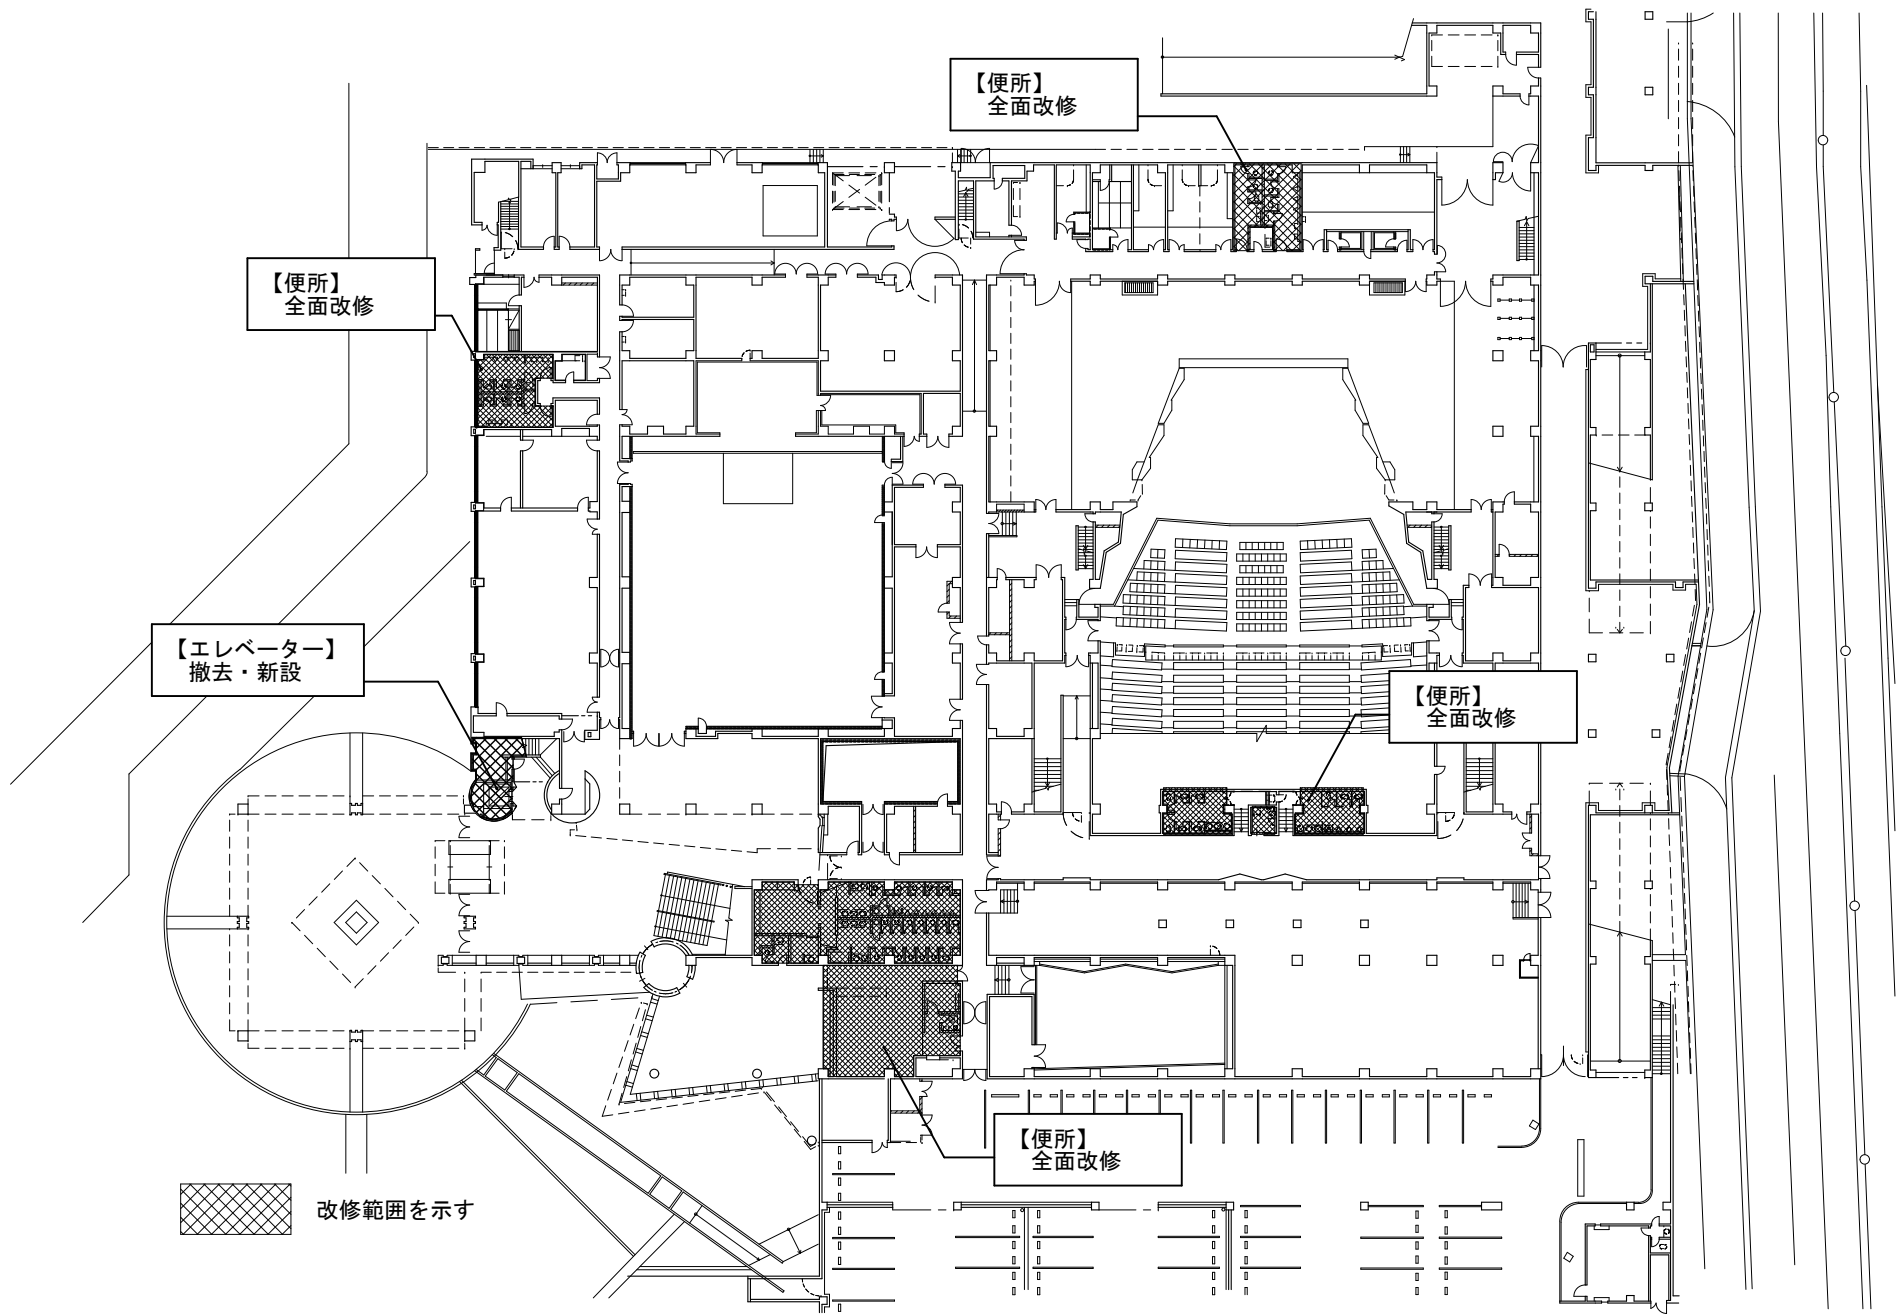 【便所】
全面改修
【便所】
全面改修
【エレベーター】
撤去・新設
【便所】
全面改修
【便所】
全面改修
改修範囲を示す